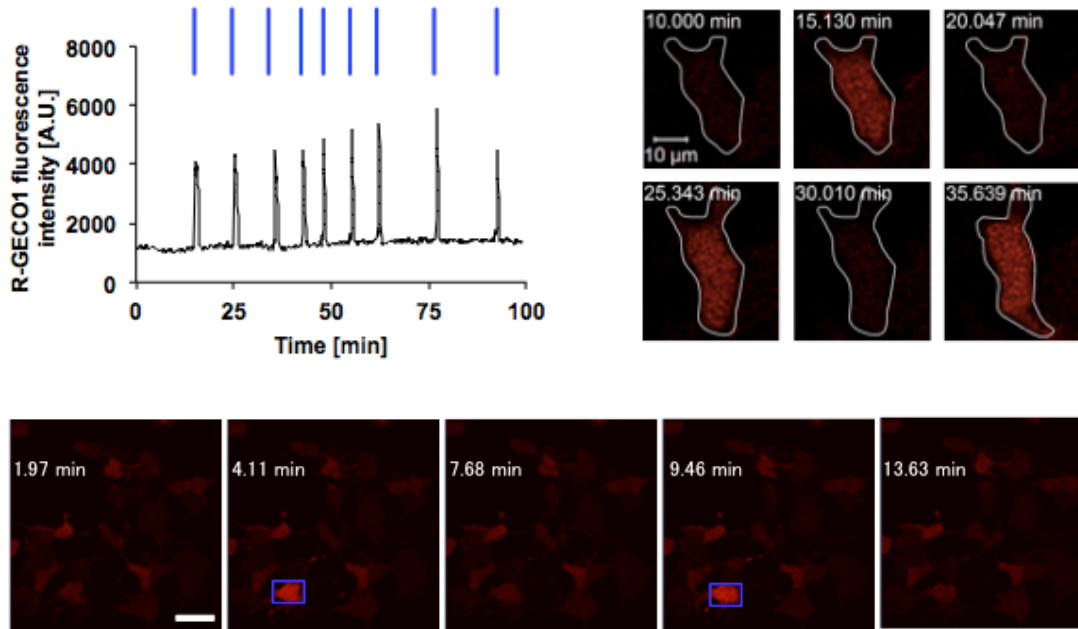 R-GECO1 fluorescence
intensity [A.U.]
8000
6000
4000
2000
0
0 25 50 75 100
Time [min]
10.000 min 15.130 min 20.047 min
10 µm
25.343 min 30.010 min 35.639 min
1.97 min 4.11 min 7.68 min 9.46 min 13.63 min